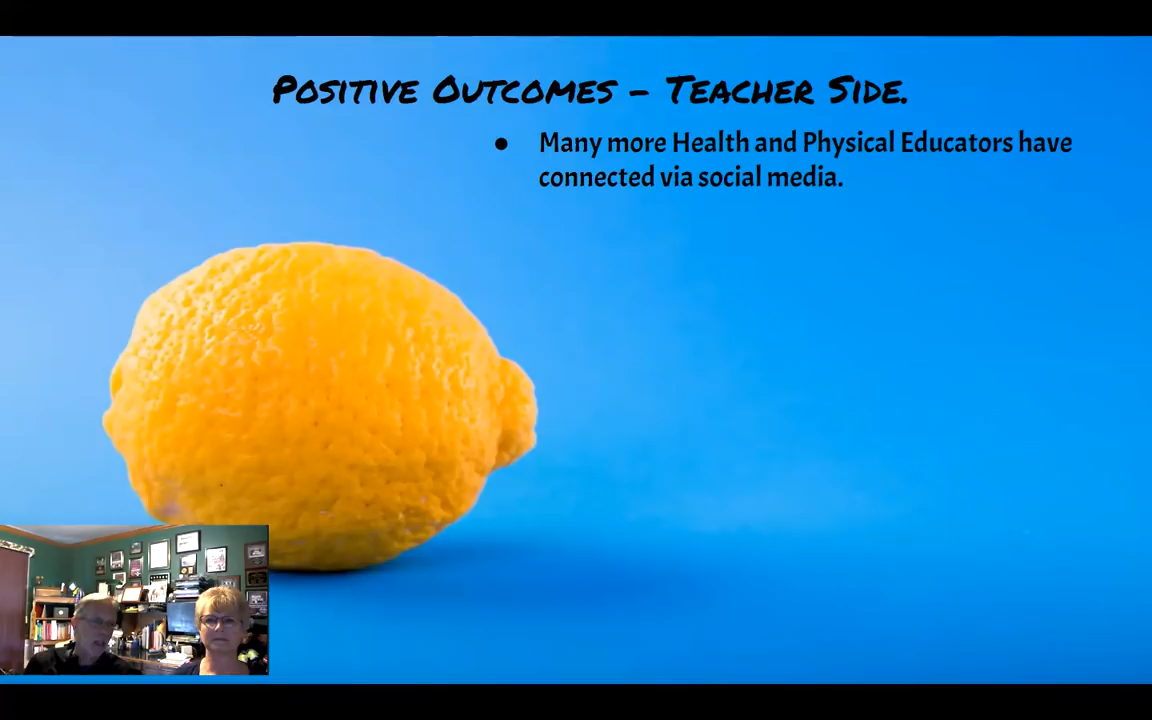 Positive Outcomes – Teacher Side.
● Many more Health and Physical Educators have
connected via social media.